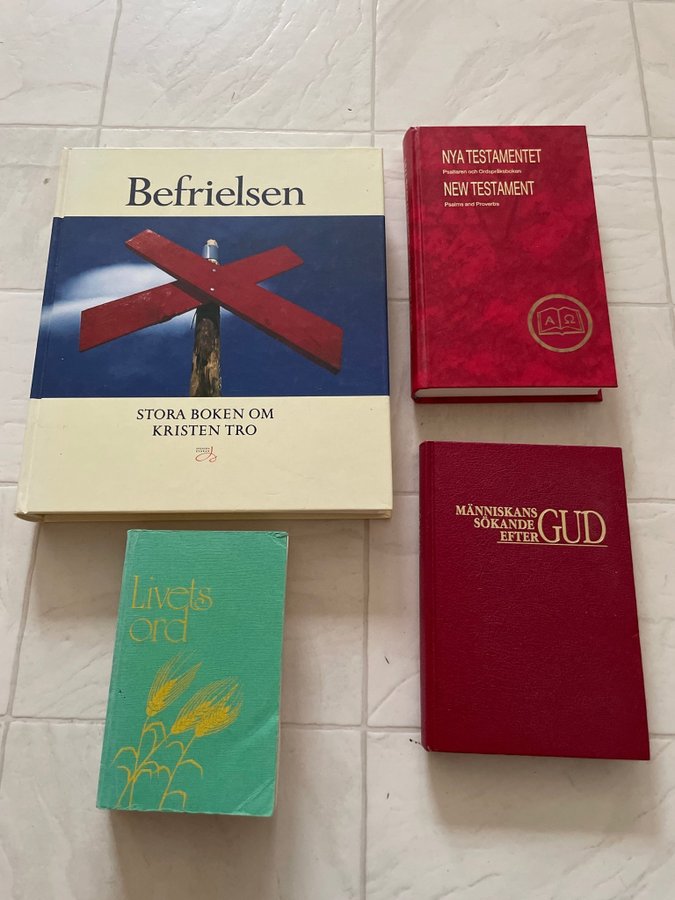 Befrielsen
STORA BOKEN OM
KRISTEN TRO
NYA TESTAMENTET
Psaltaren och Ordspråksboken
NEW TESTAMENT
Psalms and Proverbs
Α Ω
Livets
ord
MÄNNISKANS
SÖKANDE
EFTER GUD